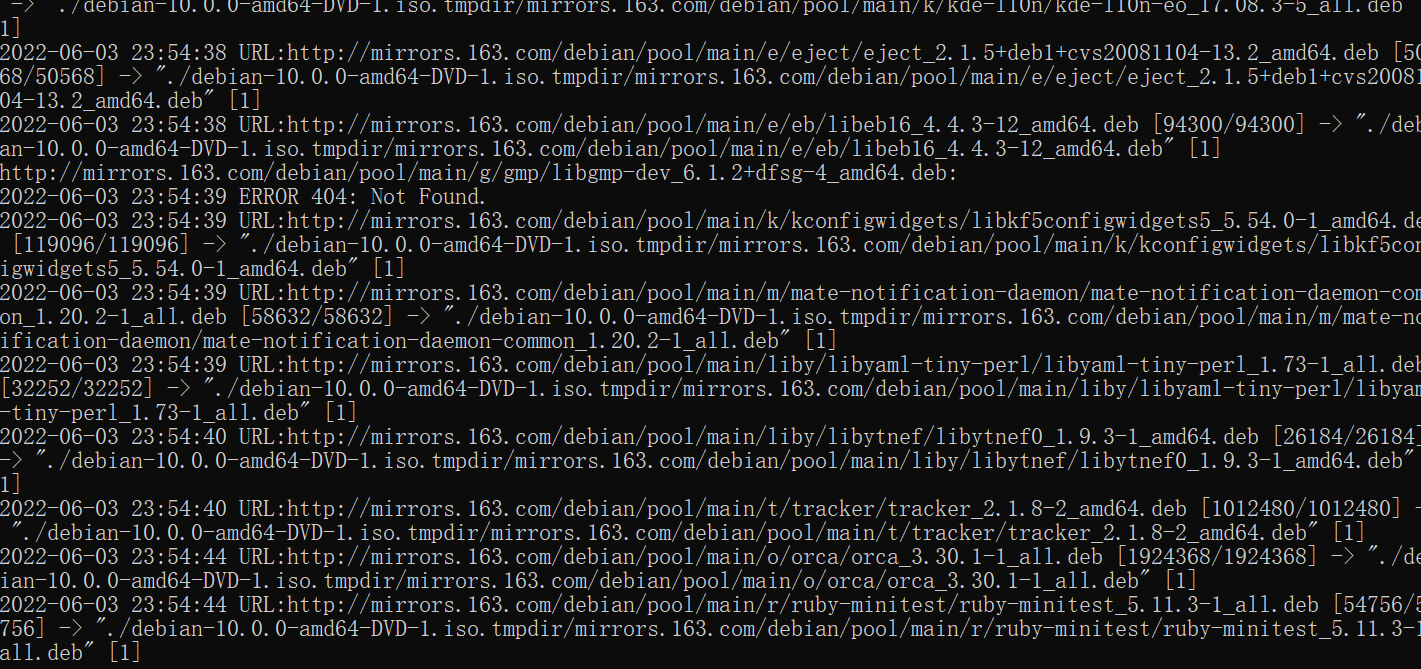 -> "./debian-10.0.0-amd64-DVD-1.iso.tmpdir/mirrors.163.com/debian/pool/main/k/kde-l10n/kde-l10n-eo_17.08.3-5_all.deb
1]
2022-06-03 23:54:38 URL:http://mirrors.163.com/debian/pool/main/e/eject/eject_2.1.5+deb1+cvs20081104-13.2_amd64.deb [50
68/50568] -> "./debian-10.0.0-amd64-DVD-1.iso.tmpdir/mirrors.163.com/debian/pool/main/e/eject/eject_2.1.5+deb1+cvs20081
04-13.2_amd64.deb" [1]
2022-06-03 23:54:38 URL:http://mirrors.163.com/debian/pool/main/e/eb/libeb16_4.4.3-12_amd64.deb [94300/94300] -> "./deb
an-10.0.0-amd64-DVD-1.iso.tmpdir/mirrors.163.com/debian/pool/main/e/eb/libeb16_4.4.3-12_amd64.deb" [1]
http://mirrors.163.com/debian/pool/main/g/gmp/libgmp-dev_6.1.2+dfsg-4_amd64.deb:
2022-06-03 23:54:39 ERROR 404: Not Found.
2022-06-03 23:54:39 URL:http://mirrors.163.com/debian/pool/main/k/kconfigwidgets/libkf5configwidgets5_5.54.0-1_amd64.de
[119096/119096] -> "./debian-10.0.0-amd64-DVD-1.iso.tmpdir/mirrors.163.com/debian/pool/main/k/kconfigwidgets/libkf5con
igwidgets5_5.54.0-1_amd64.deb" [1]
2022-06-03 23:54:39 URL:http://mirrors.163.com/debian/pool/main/m/mate-notification-daemon/mate-notification-daemon-com
on_1.20.2-1_all.deb [58632/58632] -> "./debian-10.0.0-amd64-DVD-1.iso.tmpdir/mirrors.163.com/debian/pool/main/m/mate-no
ification-daemon/mate-notification-daemon-common_1.20.2-1_all.deb" [1]
2022-06-03 23:54:39 URL:http://mirrors.163.com/debian/pool/main/liby/libyaml-tiny-perl/libyaml-tiny-perl_1.73-1_all.deb
[32252/32252] -> "./debian-10.0.0-amd64-DVD-1.iso.tmpdir/mirrors.163.com/debian/pool/main/liby/libyaml-tiny-perl/libyam
-tiny-perl_1.73-1_all.deb" [1]
2022-06-03 23:54:40 URL:http://mirrors.163.com/debian/pool/main/liby/libytnef/libytnef0_1.9.3-1_amd64.deb [26184/26184]
-> "./debian-10.0.0-amd64-DVD-1.iso.tmpdir/mirrors.163.com/debian/pool/main/liby/libytnef/libytnef0_1.9.3-1_amd64.deb"
1]
2022-06-03 23:54:40 URL:http://mirrors.163.com/debian/pool/main/t/tracker/tracker_2.1.8-2_amd64.deb [1012480/1012480] -
"./debian-10.0.0-amd64-DVD-1.iso.tmpdir/mirrors.163.com/debian/pool/main/t/tracker/tracker_2.1.8-2_amd64.deb" [1]
2022-06-03 23:54:44 URL:http://mirrors.163.com/debian/pool/main/o/orca/orca_3.30.1-1_all.deb [1924368/1924368] -> "./de
ian-10.0.0-amd64-DVD-1.iso.tmpdir/mirrors.163.com/debian/pool/main/o/orca/orca_3.30.1-1_all.deb" [1]
2022-06-03 23:54:44 URL:http://mirrors.163.com/debian/pool/main/r/ruby-minitest/ruby-minitest_5.11.3-1_all.deb [54756/5
756] -> "./debian-10.0.0-amd64-DVD-1.iso.tmpdir/mirrors.163.com/debian/pool/main/r/ruby-minitest/ruby-minitest_5.11.3-1
all.deb" [1]